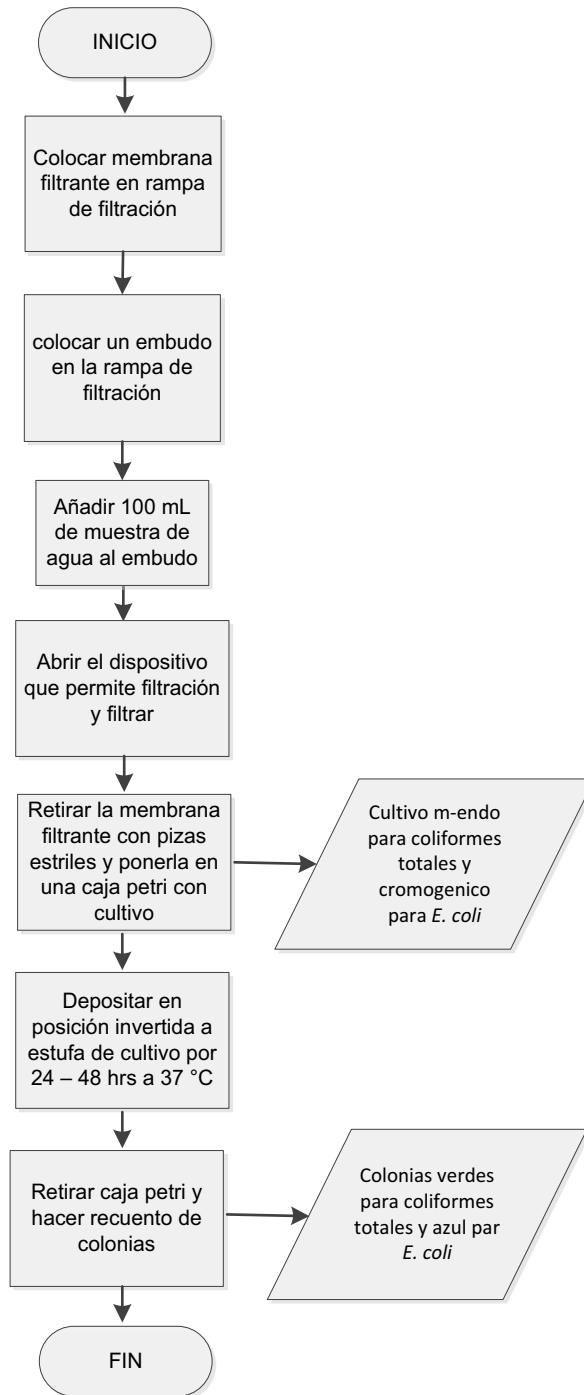 INICIO
Colocar membrana
filtrante en rampa
de filtración
colocar un embudo
en la rampa de
filtración
Añadir 100 mL
de muestra de
agua al embudo
Abrir el dispositivo
que permite filtración
y filtrar
Retirar la membrana
filtrante con pizas
estriles y ponerla en
una caja petri con
cultivo
Cultivo m-endo
para coliformes
totales y
cromogenico
para E. coli
Depositar en
posición invertida a
estufa de cultivo por
24 – 48 hrs a 37 °C
Retirar caja petri y
hacer recuento de
colonias
Colonias verdes
para coliformes
totales y azul par
E. coli
FIN